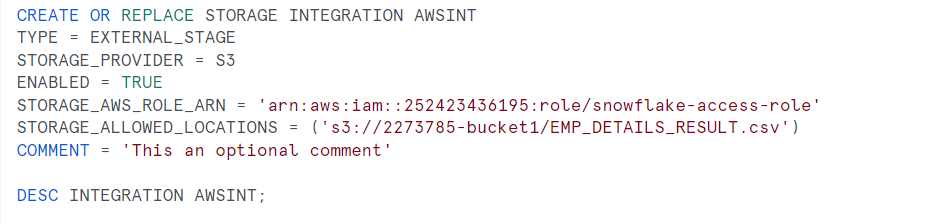 CREATE OR REPLACE STORAGE INTEGRATION AWSINT
TYPE = EXTERNAL_STAGE
STORAGE_PROVIDER = S3
ENABLED = TRUE
STORAGE_AWS_ROLE_ARN = 'arn:aws:iam::252423436195:role/snowflake-access-role'
STORAGE_ALLOWED_LOCATIONS = ('s3://2273785-bucket1/EMP_DETAILS_RESULT.csv')
COMMENT = 'This an optional comment'
DESC INTEGRATION AWSINT;